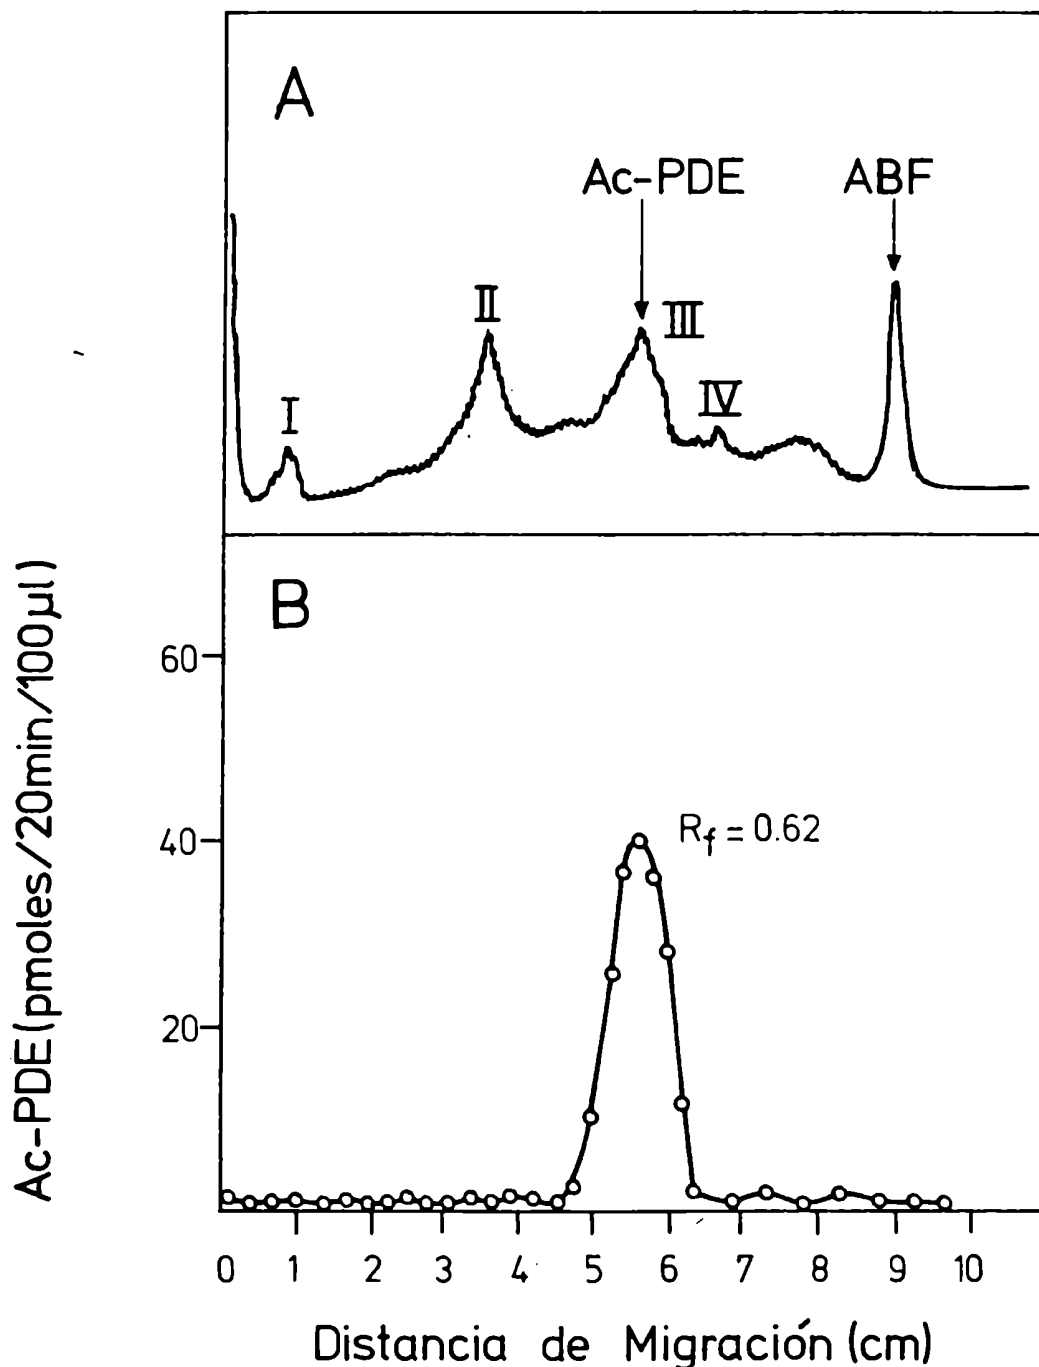 A
Ac-PDE
ABF
I
II
III
IV
B
Ac-PDE (pmoles/20min/100µl)
60
40
20
Rf = 0.62
0 1 2 3 4 5 6 7 8 9 10
Distancia de Migración (cm)